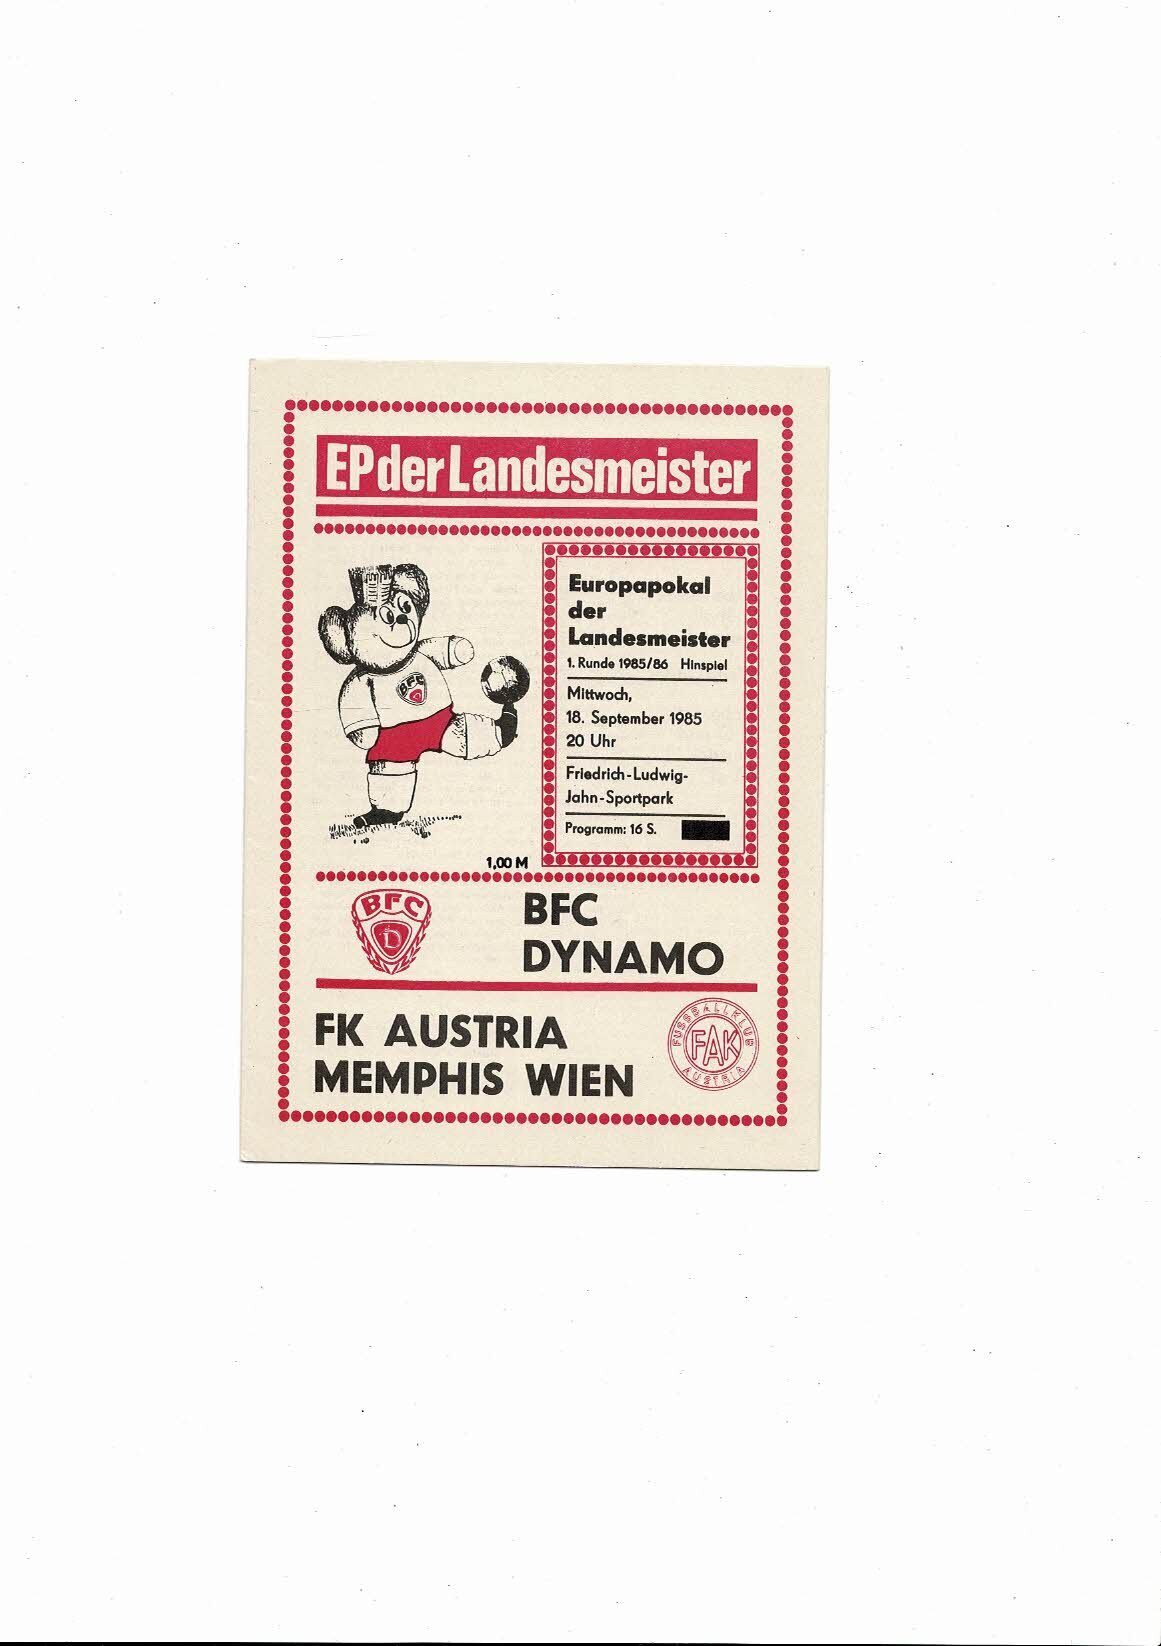 EP der Landesmeister
Europapokal
der
Landesmeister
1. Runde 1985/86 Hinspiel
Mittwoch,
18. September 1985
20 Uhr
Friedrich-Ludwig-
Jahn-Sportpark
Programm: 16 S.
BFC
1,00 M
BFC
D
BFC
DYNAMO
FK AUSTRIA
MEMPHIS WIEN
FUSSBALLKLUB
FAK
AUSTRIA